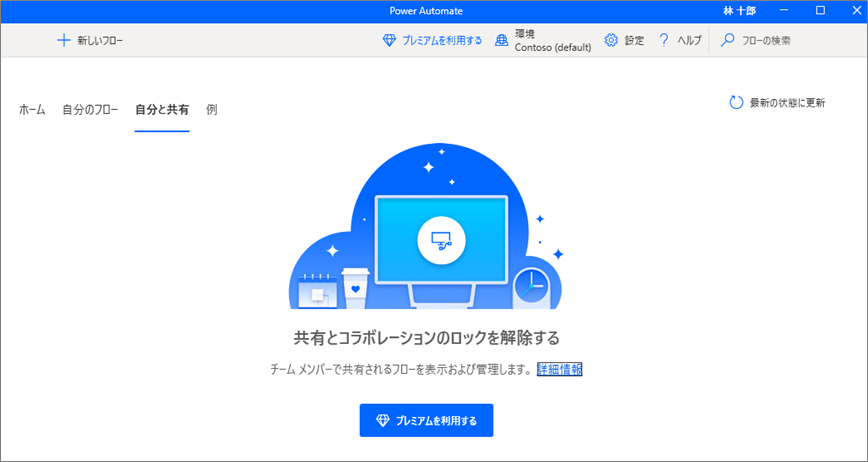 Power Automate
林 十郎
新しいフロー
プレミアムを利用する
環境
Contoso (default)
設定
ヘルプ
フローの検索
ホーム
自分のフロー
自分と共有
例
最新の状態に更新
共有とコラボレーションのロックを解除する
チーム メンバーで共有されるフローを表示および管理します。 詳細情報
プレミアムを利用する